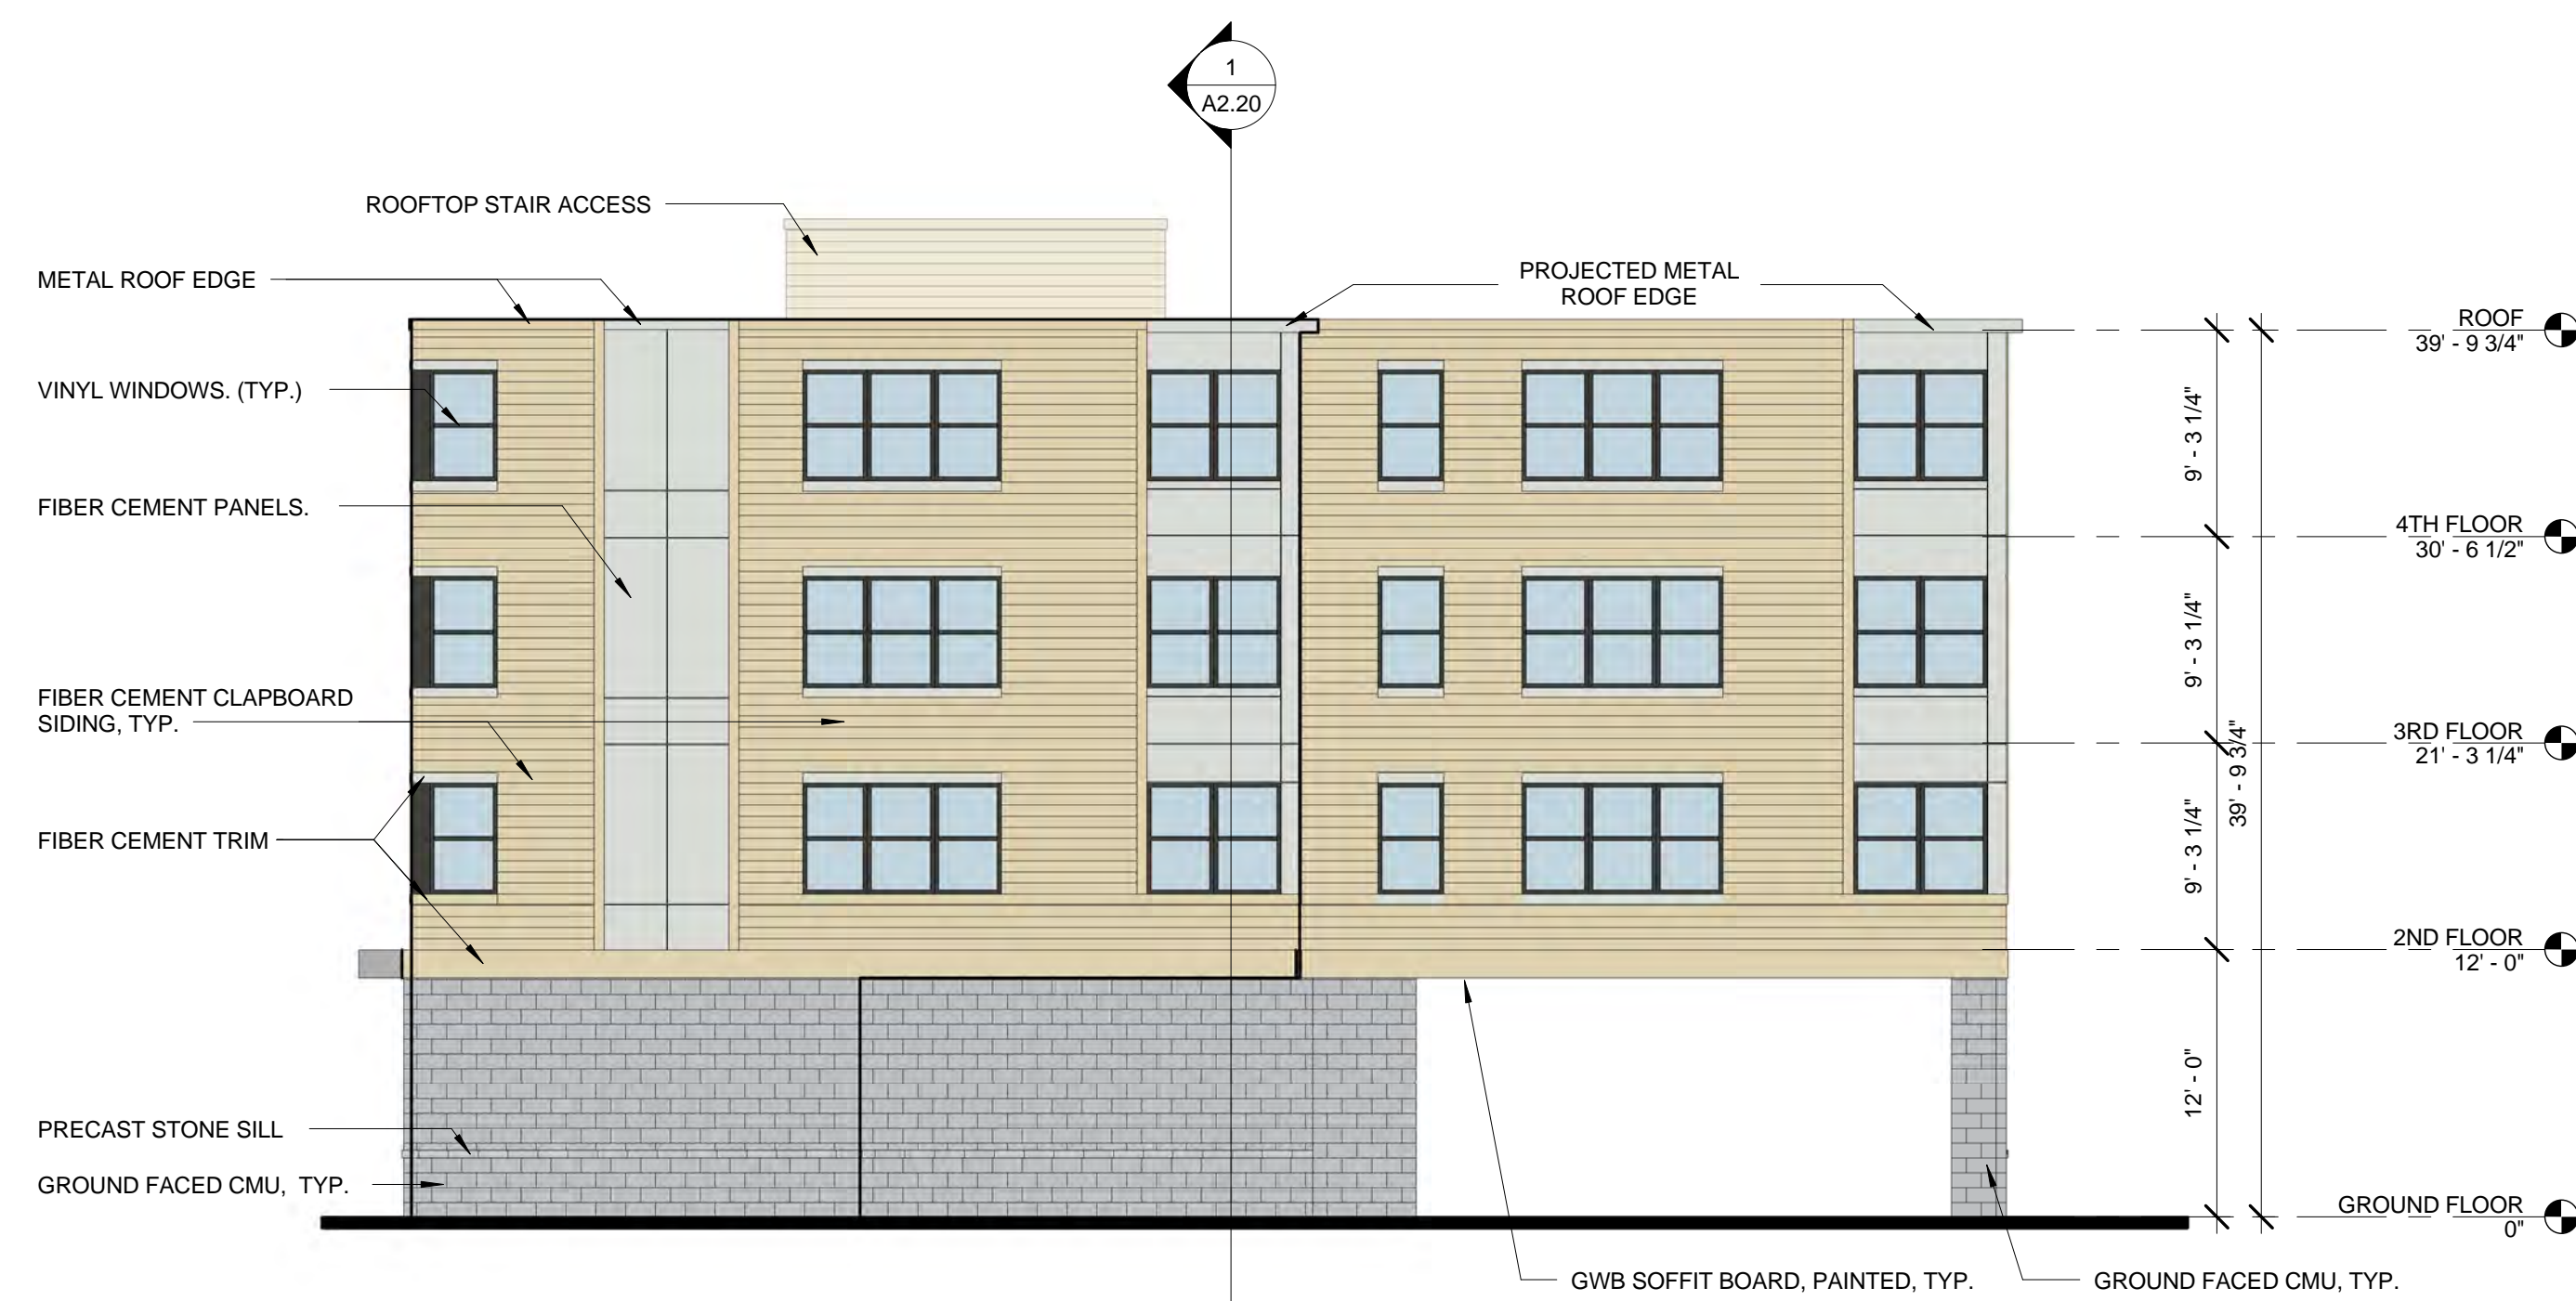 1
A2.20
ROOFTOP STAIR ACCESS
METAL ROOF EDGE
PROJECTED METAL
ROOF EDGE
VINYL WINDOWS. (TYP.)
FIBER CEMENT PANELS.
FIBER CEMENT CLAPBOARD
SIDING, TYP.
FIBER CEMENT TRIM
PRECAST STONE SILL
GROUND FACED CMU, TYP.
GWB SOFFIT BOARD, PAINTED, TYP.
GROUND FACED CMU, TYP.
9' - 3 1/4"
9' - 3 1/4"
9' - 3 1/4"
12' - 0"
39' - 9 3/4"
ROOF
39' - 9 3/4"
4TH FLOOR
30' - 6 1/2"
3RD FLOOR
21' - 3 1/4"
2ND FLOOR
12' - 0"
GROUND FLOOR
0"